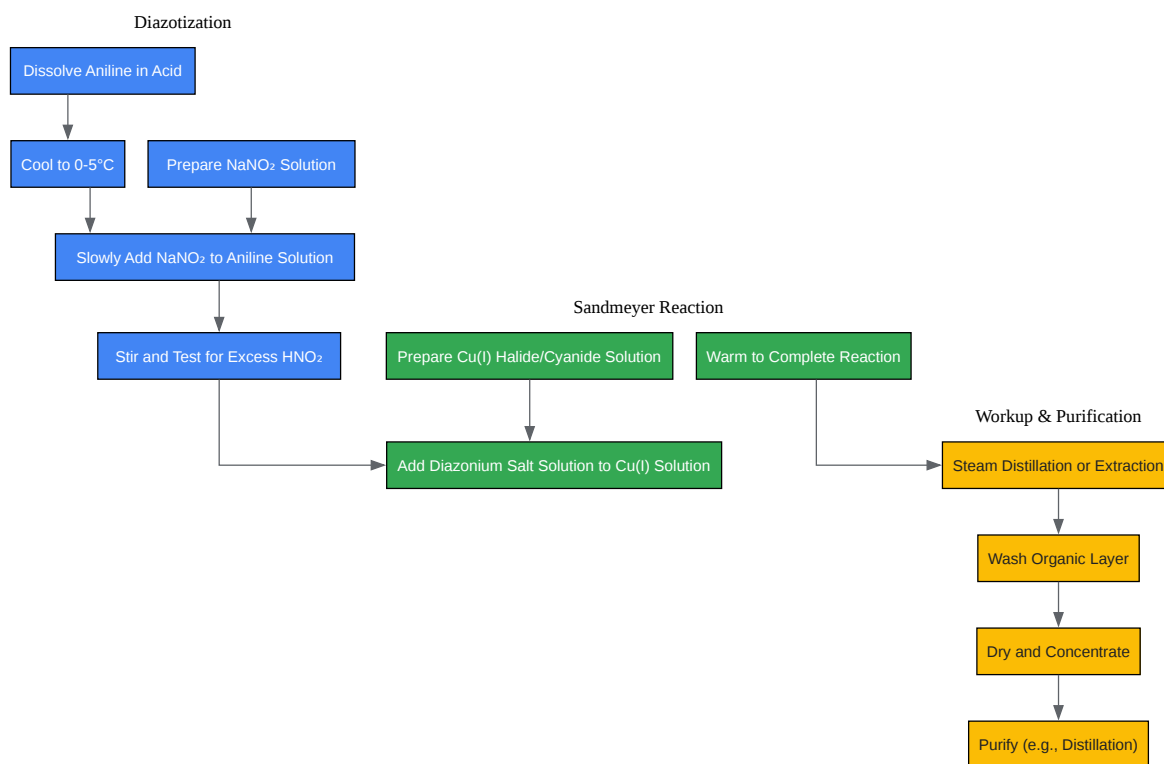 Diazotization
Dissolve Aniline in Acid
Cool to 0-5°C
Prepare NaNO₂ Solution
Slowly Add NaNO₂ to Aniline Solution
Stir and Test for Excess HNO₂
Sandmeyer Reaction
Prepare Cu(I) Halide/Cyanide Solution
Warm to Complete Reaction
Add Diazonium Salt Solution to Cu(I) Solution
Workup & Purification
Steam Distillation or Extraction
Wash Organic Layer
Dry and Concentrate
Purify (e.g., Distillation)